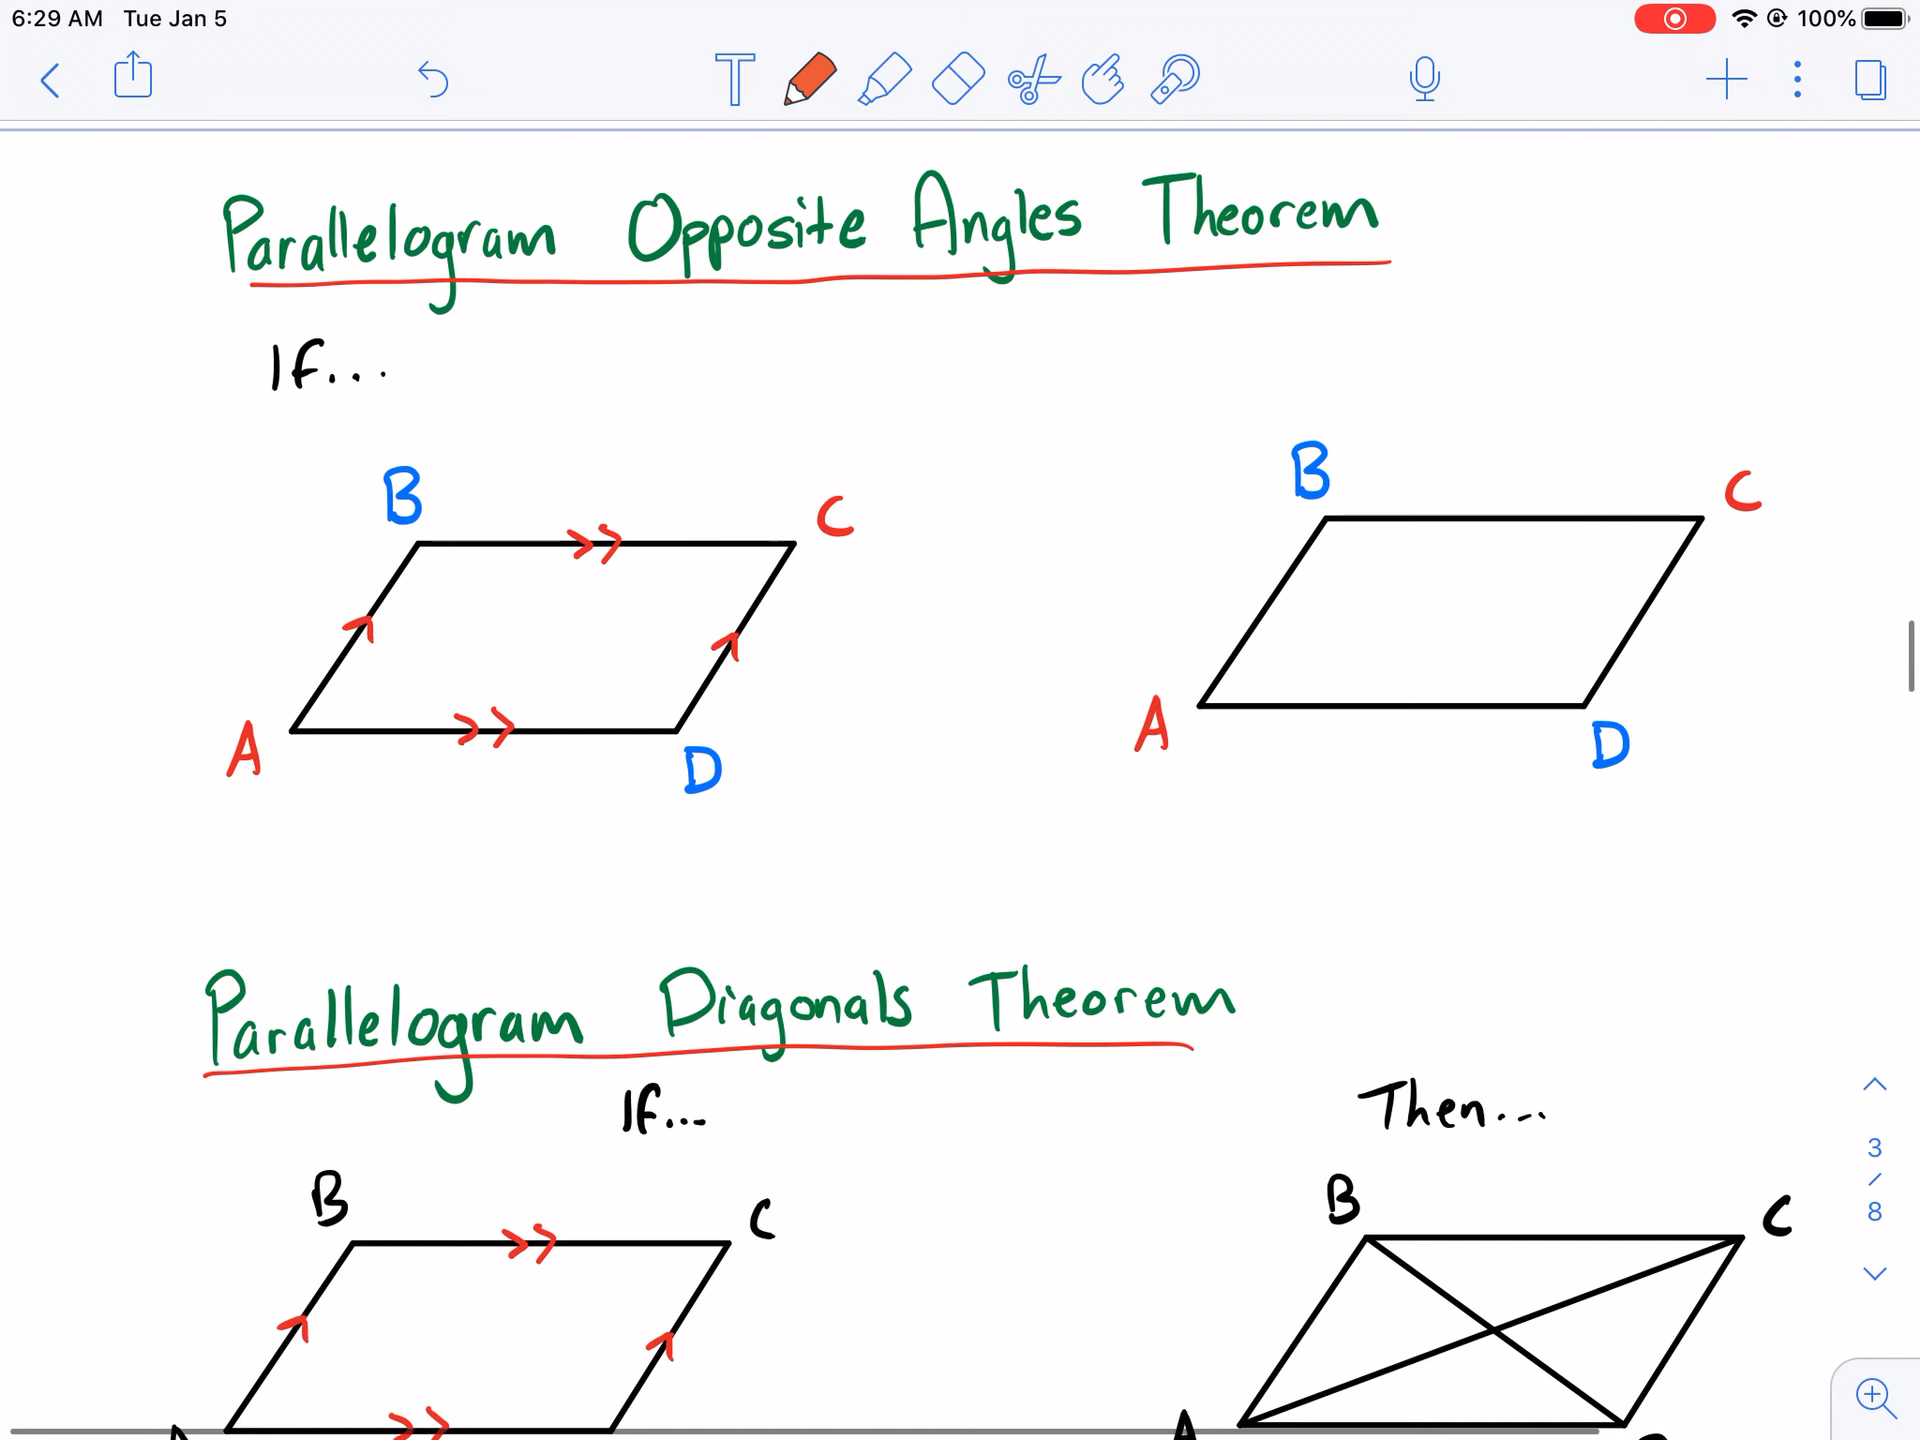 6:29 AM Tue Jan 5
100%
T
Parallelogram Opposite Angles Theorem
If...
B
C
B
C
A
D
A
D
Parallelogram Diagonals Theorem
If...
Then...
3
/
8
B
C
B
C
A